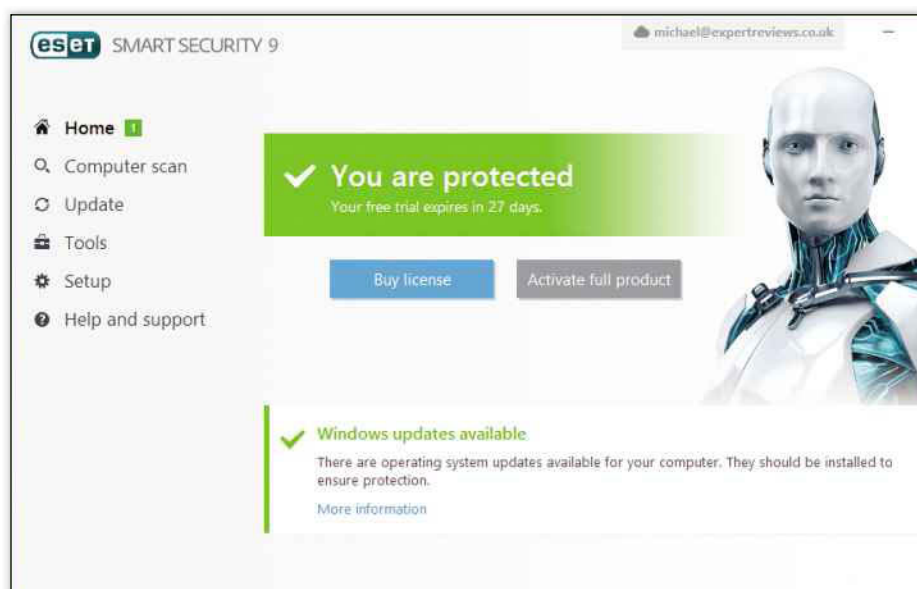 eset SMART SECURITY 9
michael@expertreviews.co.uk
Home 1
Computer scan
Update
Tools
Setup
Help and support
You are protected
Your free trial expires in 27 days.
Buy license
Activate full product
Windows updates available
There are operating system updates available for your computer. They should be installed to
ensure protection.
More information